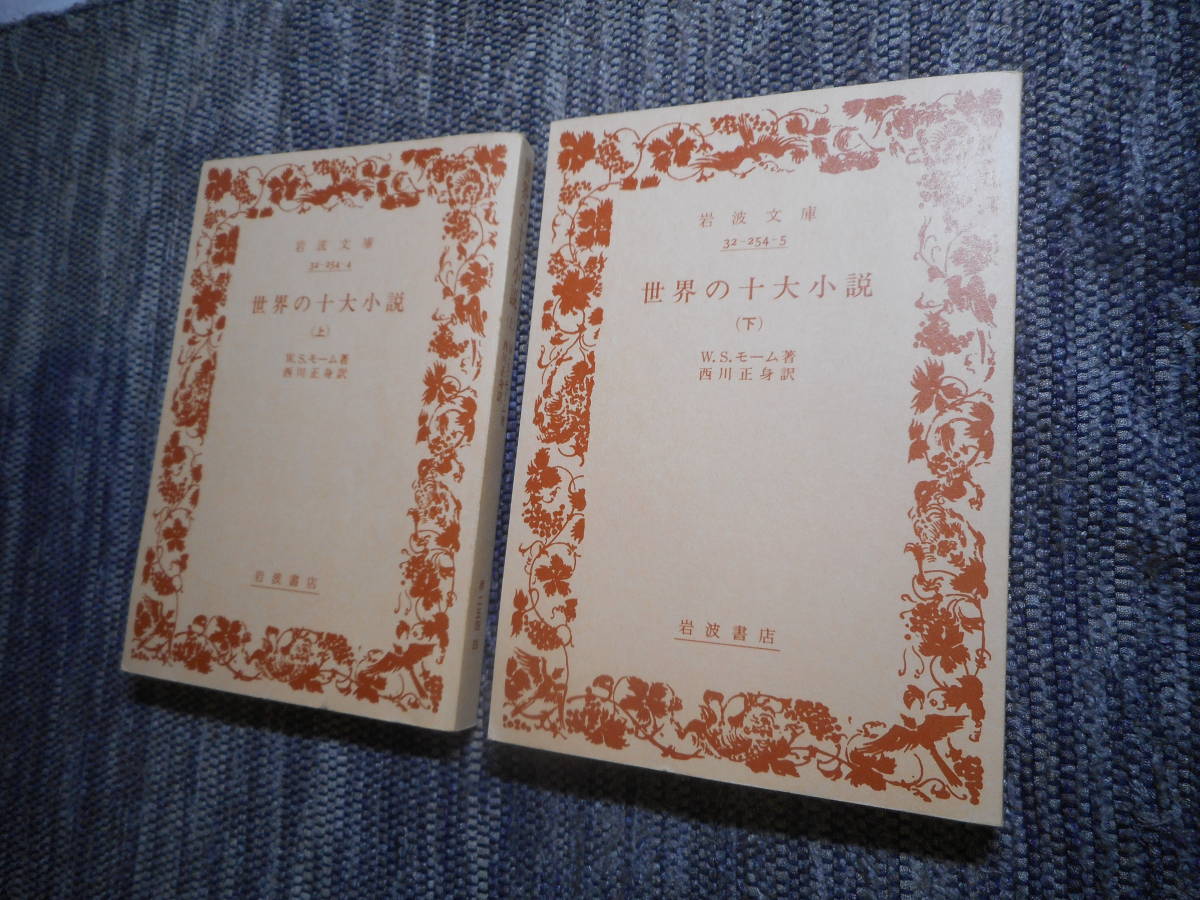 岩波文庫
32-254-4
世界の十大小説
(上)
W.S.モーム著
西川正身訳
岩波書店
岩波文庫
32-254-5
世界の十大小説
(下)
W.S.モーム著
西川正身訳
岩波書店